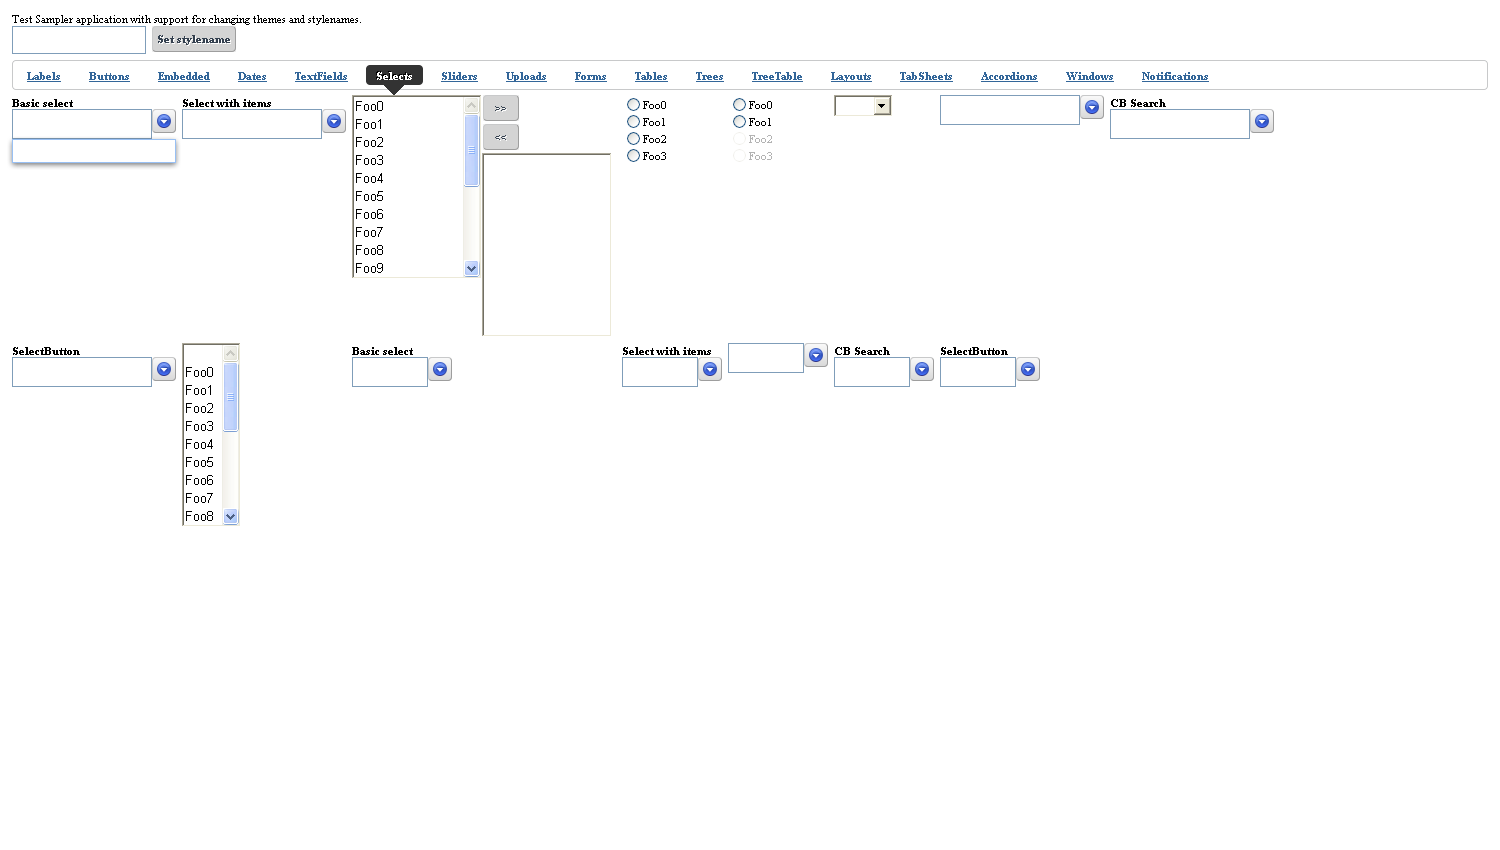 Test Sampler application with support for changing themes and stylenames.
Set stylename
Labels Buttons Embedded Dates TextFields Selects Sliders Uploads Forms Tables Trees TreeTable Layouts TabSheets Accordions Windows Notifications
Basic select
Select with items
Foo0
Foo1
Foo2
Foo3
Foo4
Foo5
Foo6
Foo7
Foo8
Foo9
>>
<<
Foo0
Foo1
Foo2
Foo3
Foo0
Foo1
Foo2
Foo3
CB Search
SelectButton
Foo0
Foo1
Foo2
Foo3
Foo4
Foo5
Foo6
Foo7
Foo8
Basic select
Select with items
CB Search
SelectButton